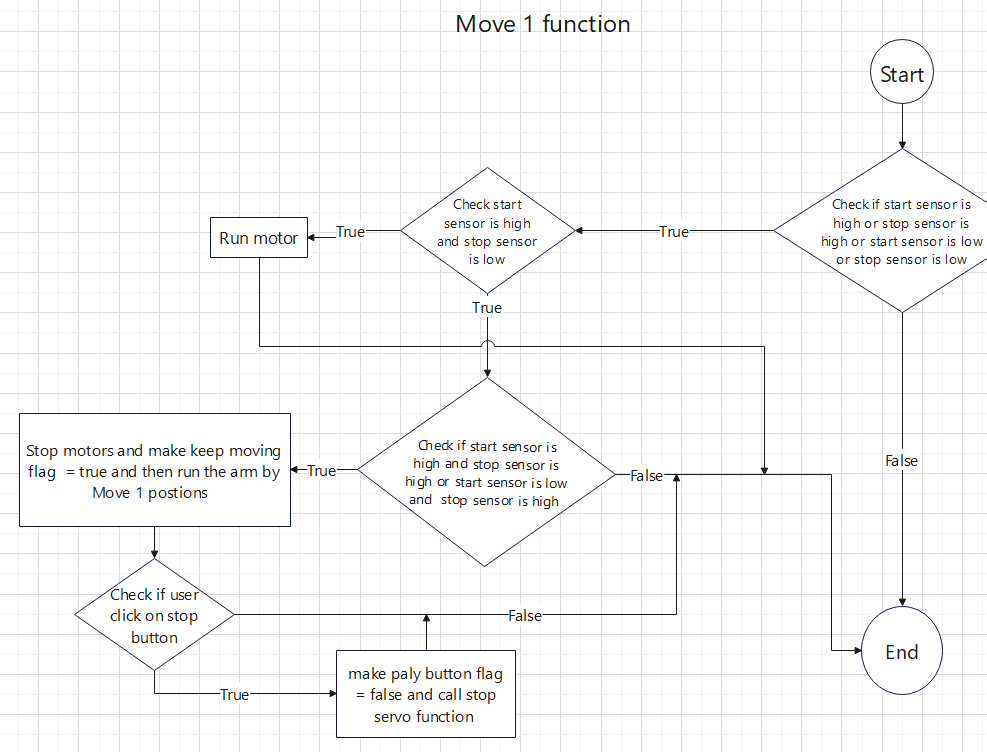 Move 1 function
Start
Check if start sensor is
high or stop sensor is
high or start sensor is low
or stop sensor is low
True
Check start
sensor is high
and stop sensor
is low
True
Run motor
True
Check if start sensor is
high and stop sensor is
high or start sensor is low
and stop sensor is high
True
False
False
Stop motors and make keep moving
flag = true and then run the arm by
Move 1 postions
Check if user
click on stop
button
False
True
make paly button flag
= false and call stop
servo function
End